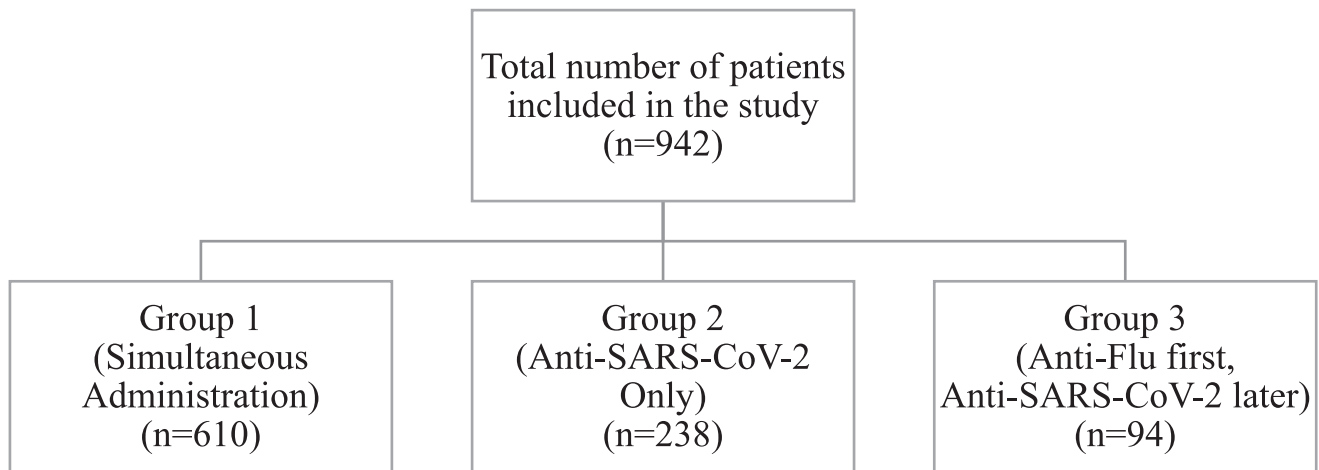 Total number of patients
included in the study
(n=942)
Group 1
(Simultaneous
Administration)
(n=610)
Group 2
(Anti-SARS-CoV-2
Only)
(n=238)
Group 3
(Anti-Flu first,
Anti-SARS-CoV-2 later)
(n=94)